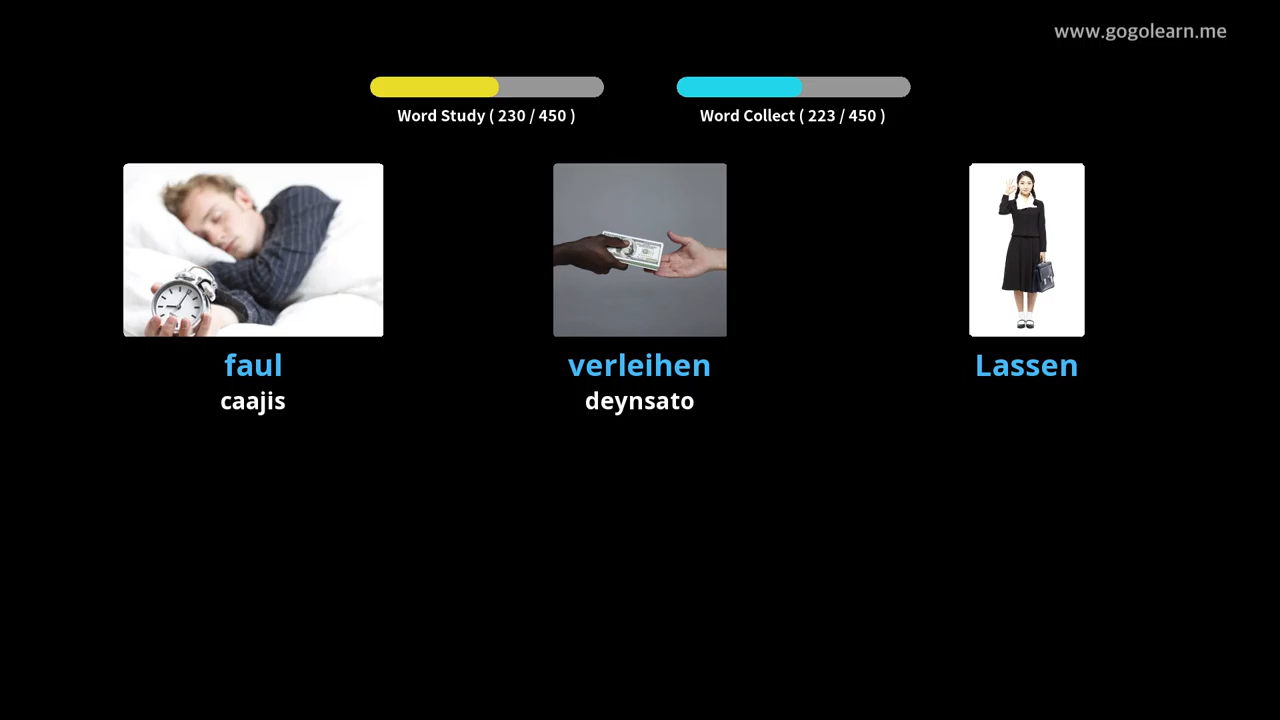 www.gogolearn.me
Word Study ( 230 / 450 )
Word Collect ( 223 / 450 )
faul
verleihen
Lassen
caajis
deynsato